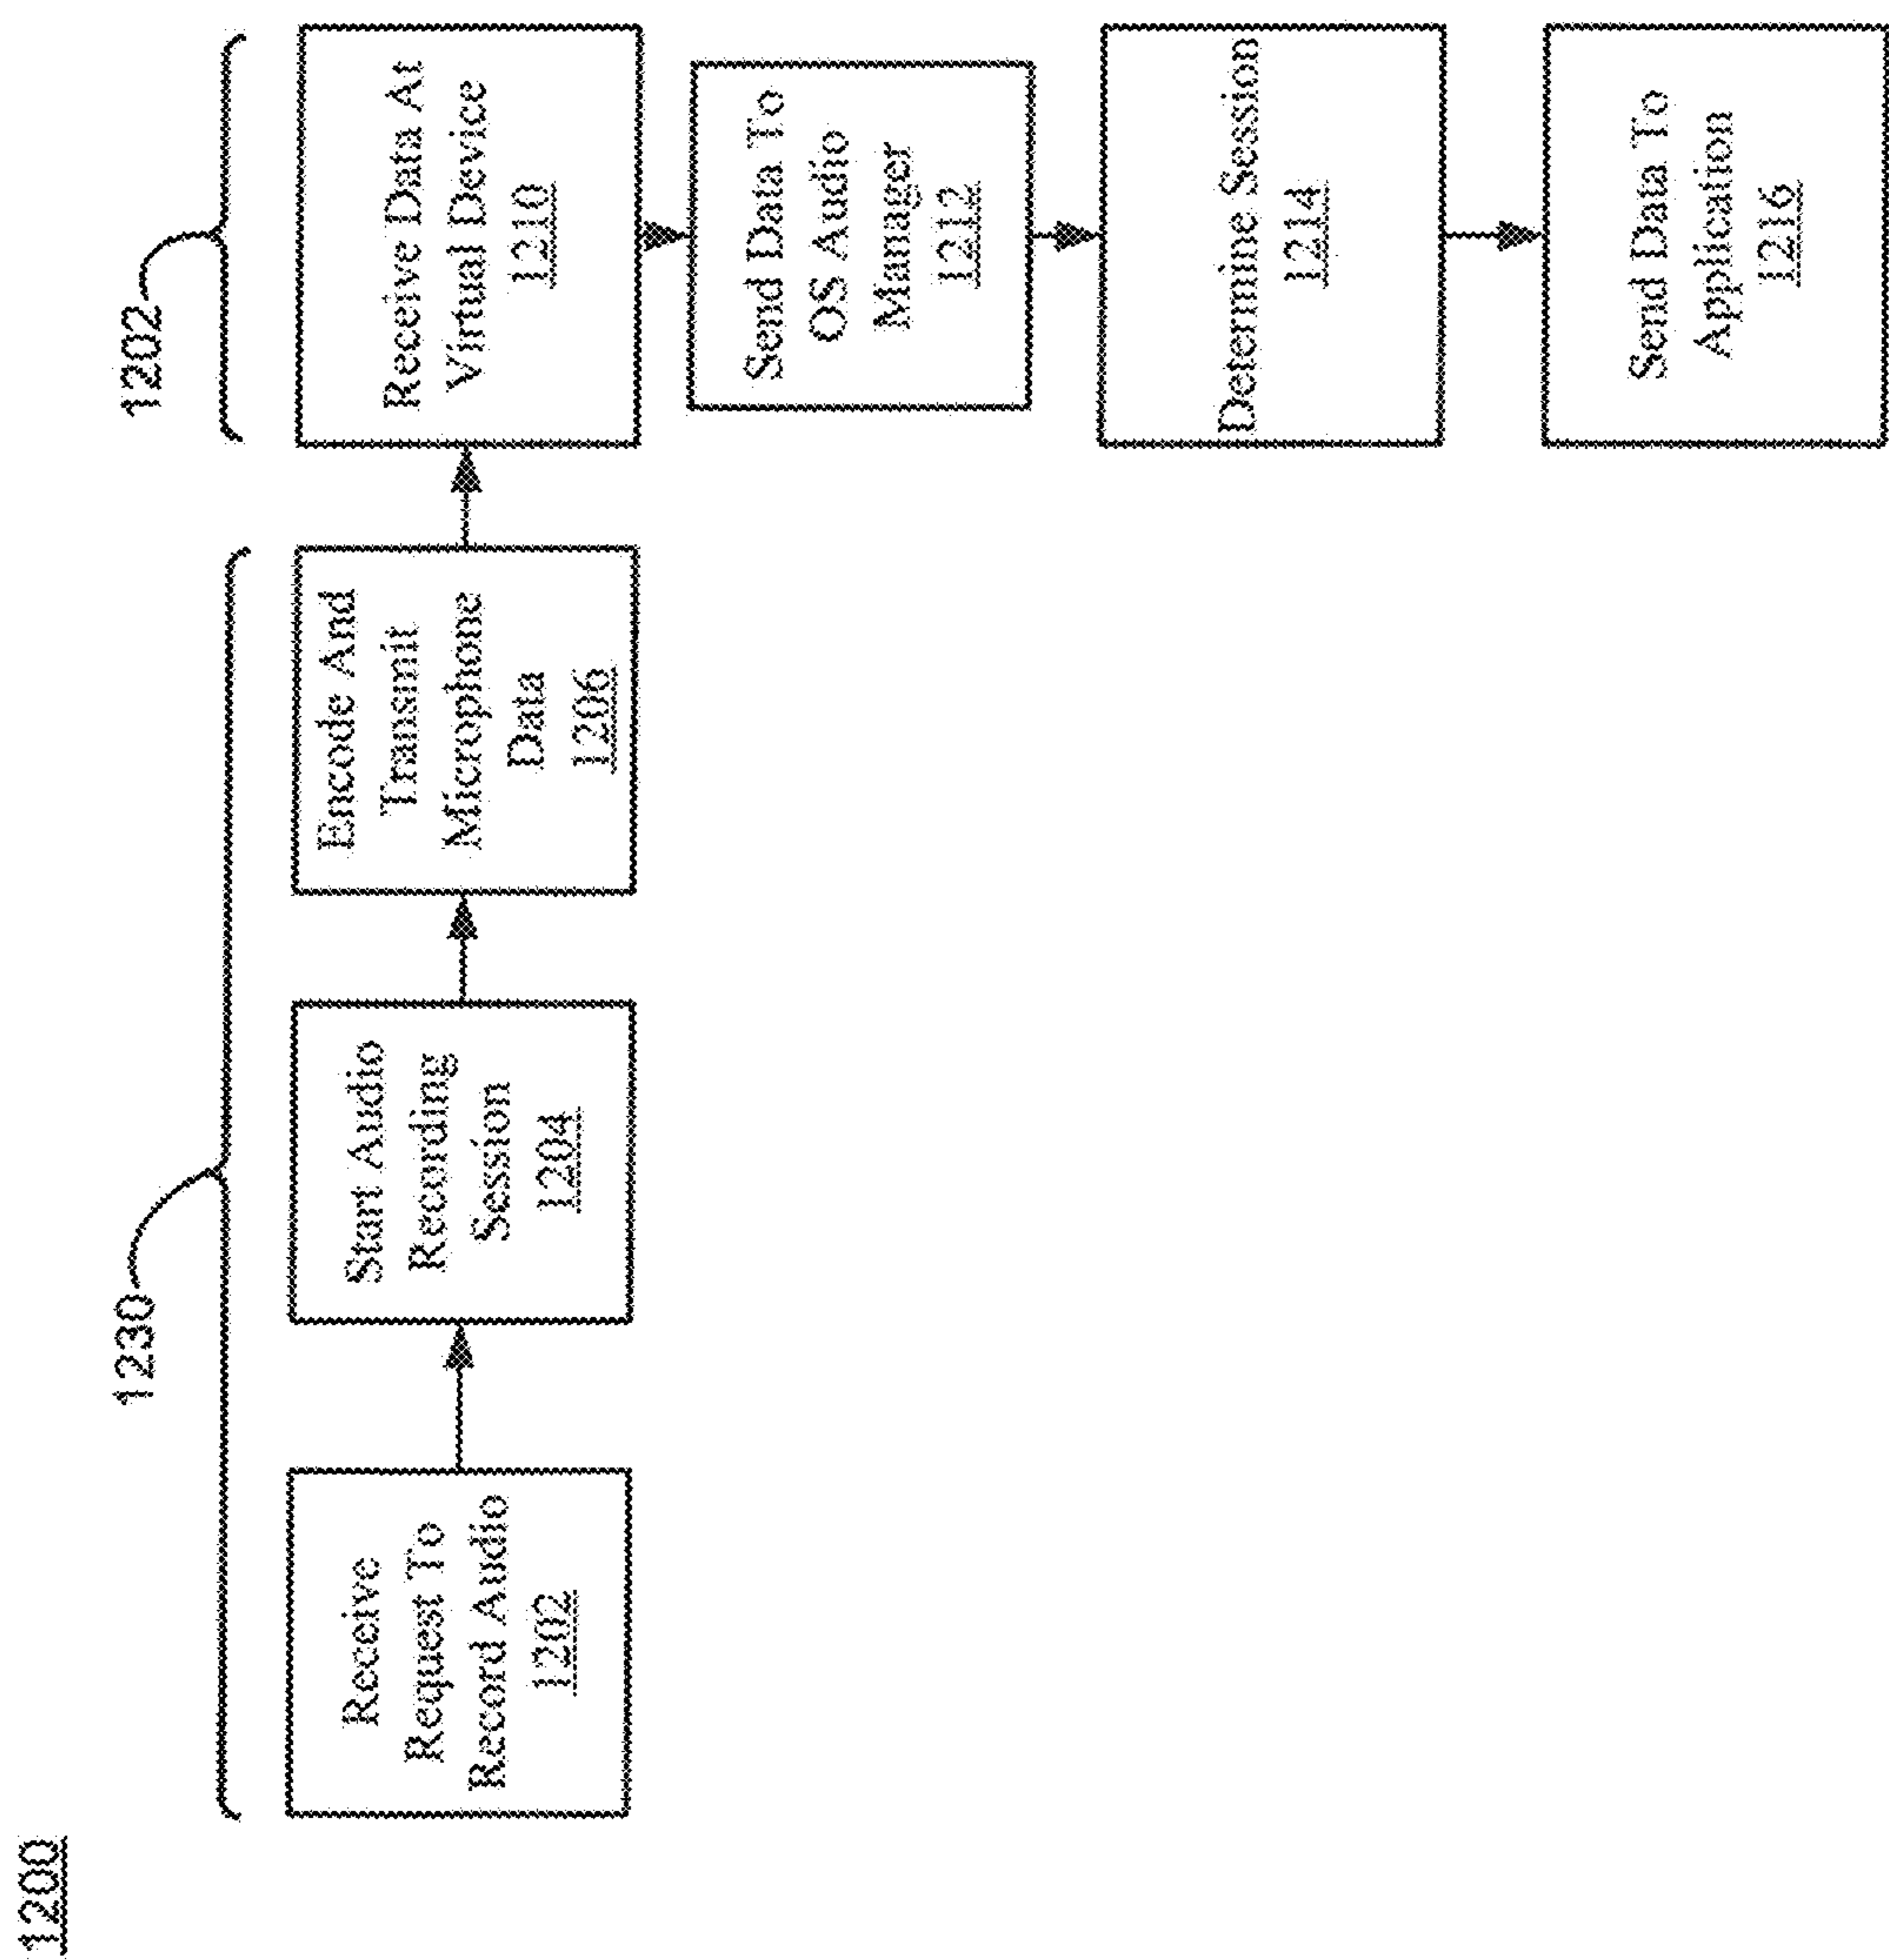 1200
1230
1202
Receive
Request To
Record Audio
1202
Start Audio
Recording
Session
1204
Encode And
Transmit
Microphone
Data
1206
Receive Data At
Virtual Device
1210
Send Data To
OS Audio
Manager
1212
Determine Session
1214
Send Data To
Application
1216